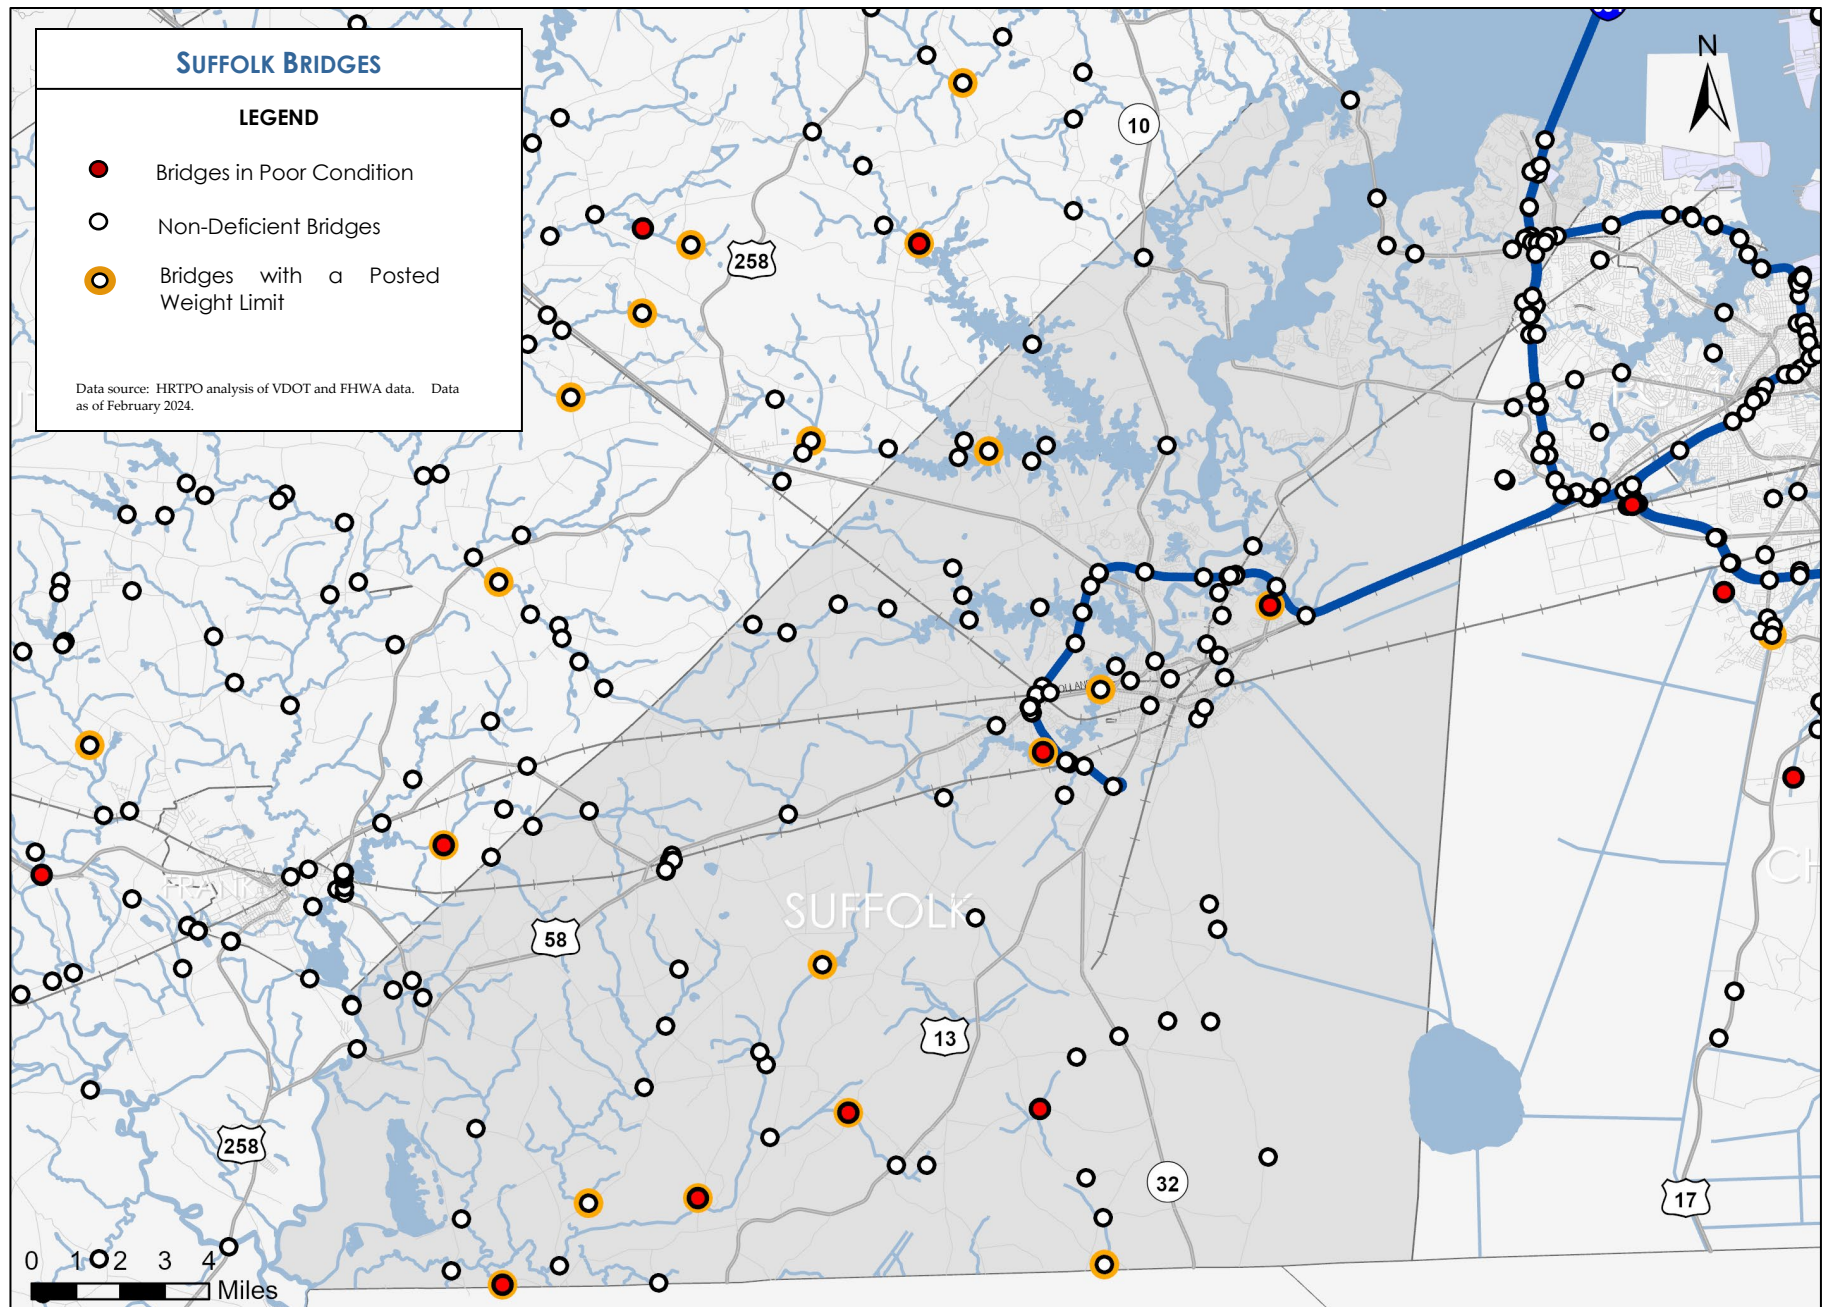 SUFFOLK BRIDGES
LEGEND
Bridges in Poor Condition
Non-Deficient Bridges
Bridges with a Posted
Weight Limit
Data source: HRTPO analysis of VDOT and FHWA data. Data
as of February 2024.
N
10
258
SUFFOLK
58
13
258
32
17
CH
0 1 2 3 4
Miles